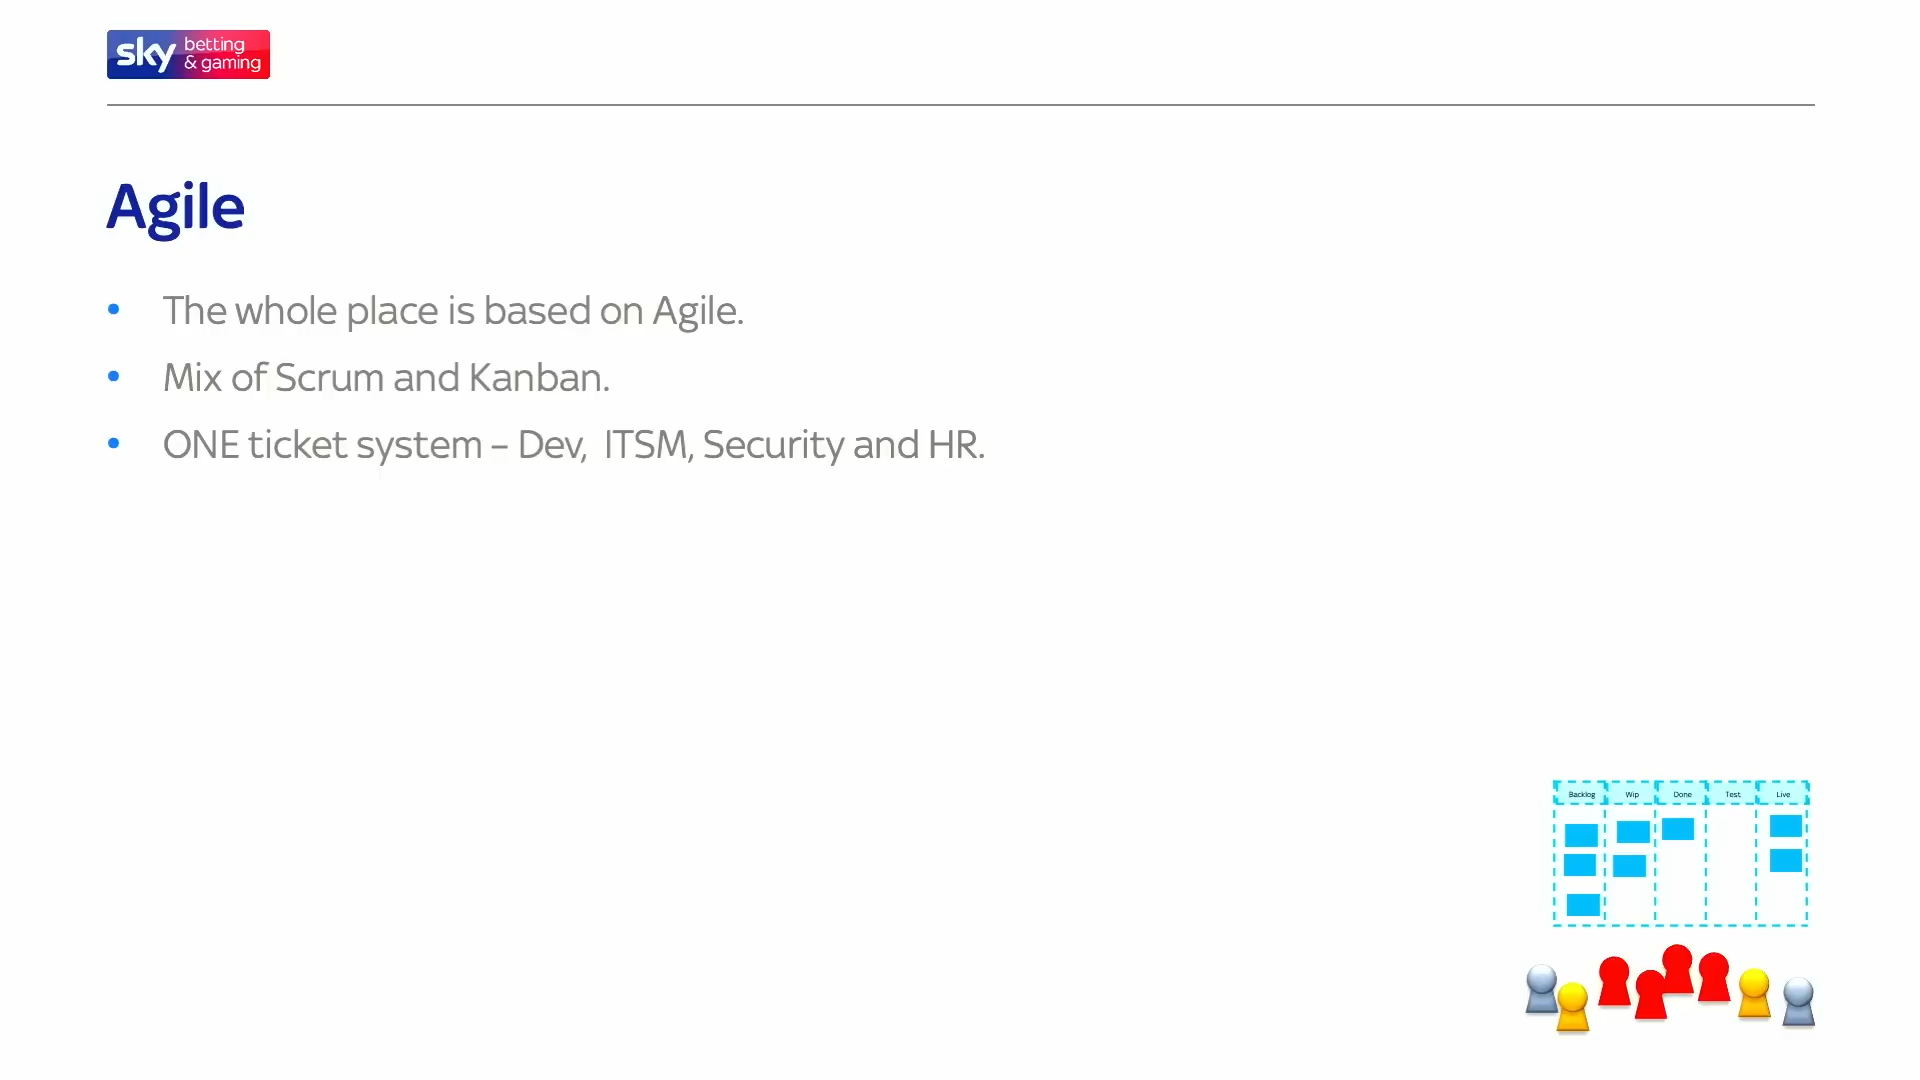 sky betting
& gaming
Agile
• The whole place is based on Agile.
• Mix of Scrum and Kanban.
• ONE ticket system – Dev,  ITSM, Security and HR.
Backlog Wip Done Test Live